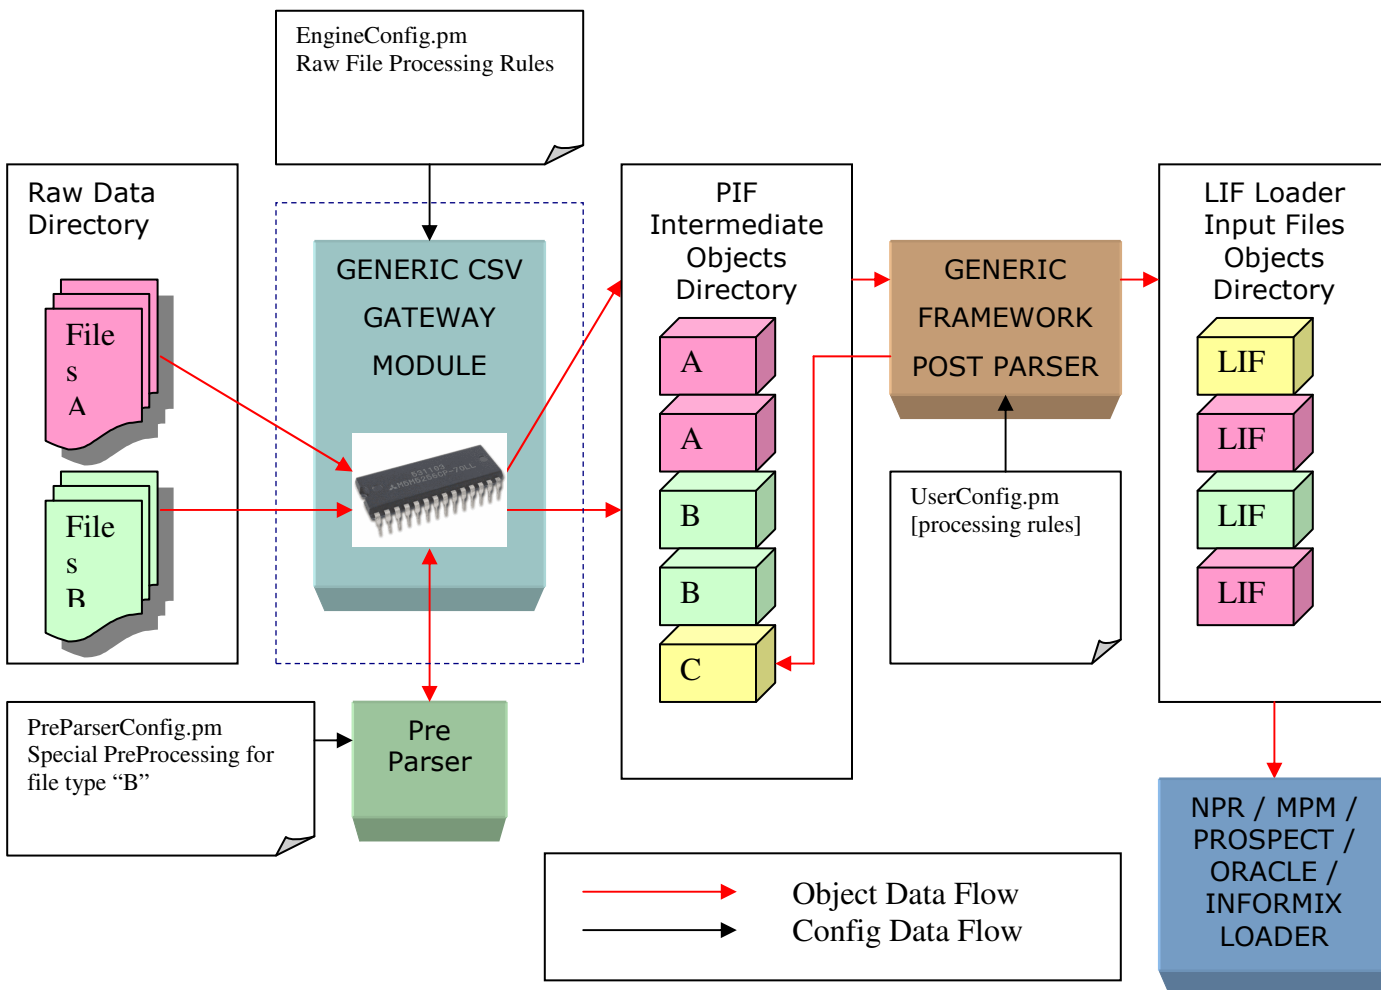 EngineConfig.pm
Raw File Processing Rules
Raw Data
Directory
File
s
A
File
s
B
GENERIC CSV
GATEWAY
MODULE
M5M5256CP-70LL
PIF
Intermediate
Objects
Directory
A
A
B
B
C
GENERIC
FRAMEWORK
POST PARSER
UserConfig.pm
[processing rules]
LIF Loader
Input Files
Objects
Directory
LIF
LIF
LIF
LIF
PreParserConfig.pm
Special PreProcessing for
file type “B”
Pre
Parser
NPR / MPM /
PROSPECT /
ORACLE /
INFORMIX
LOADER
Object Data Flow
Config Data Flow